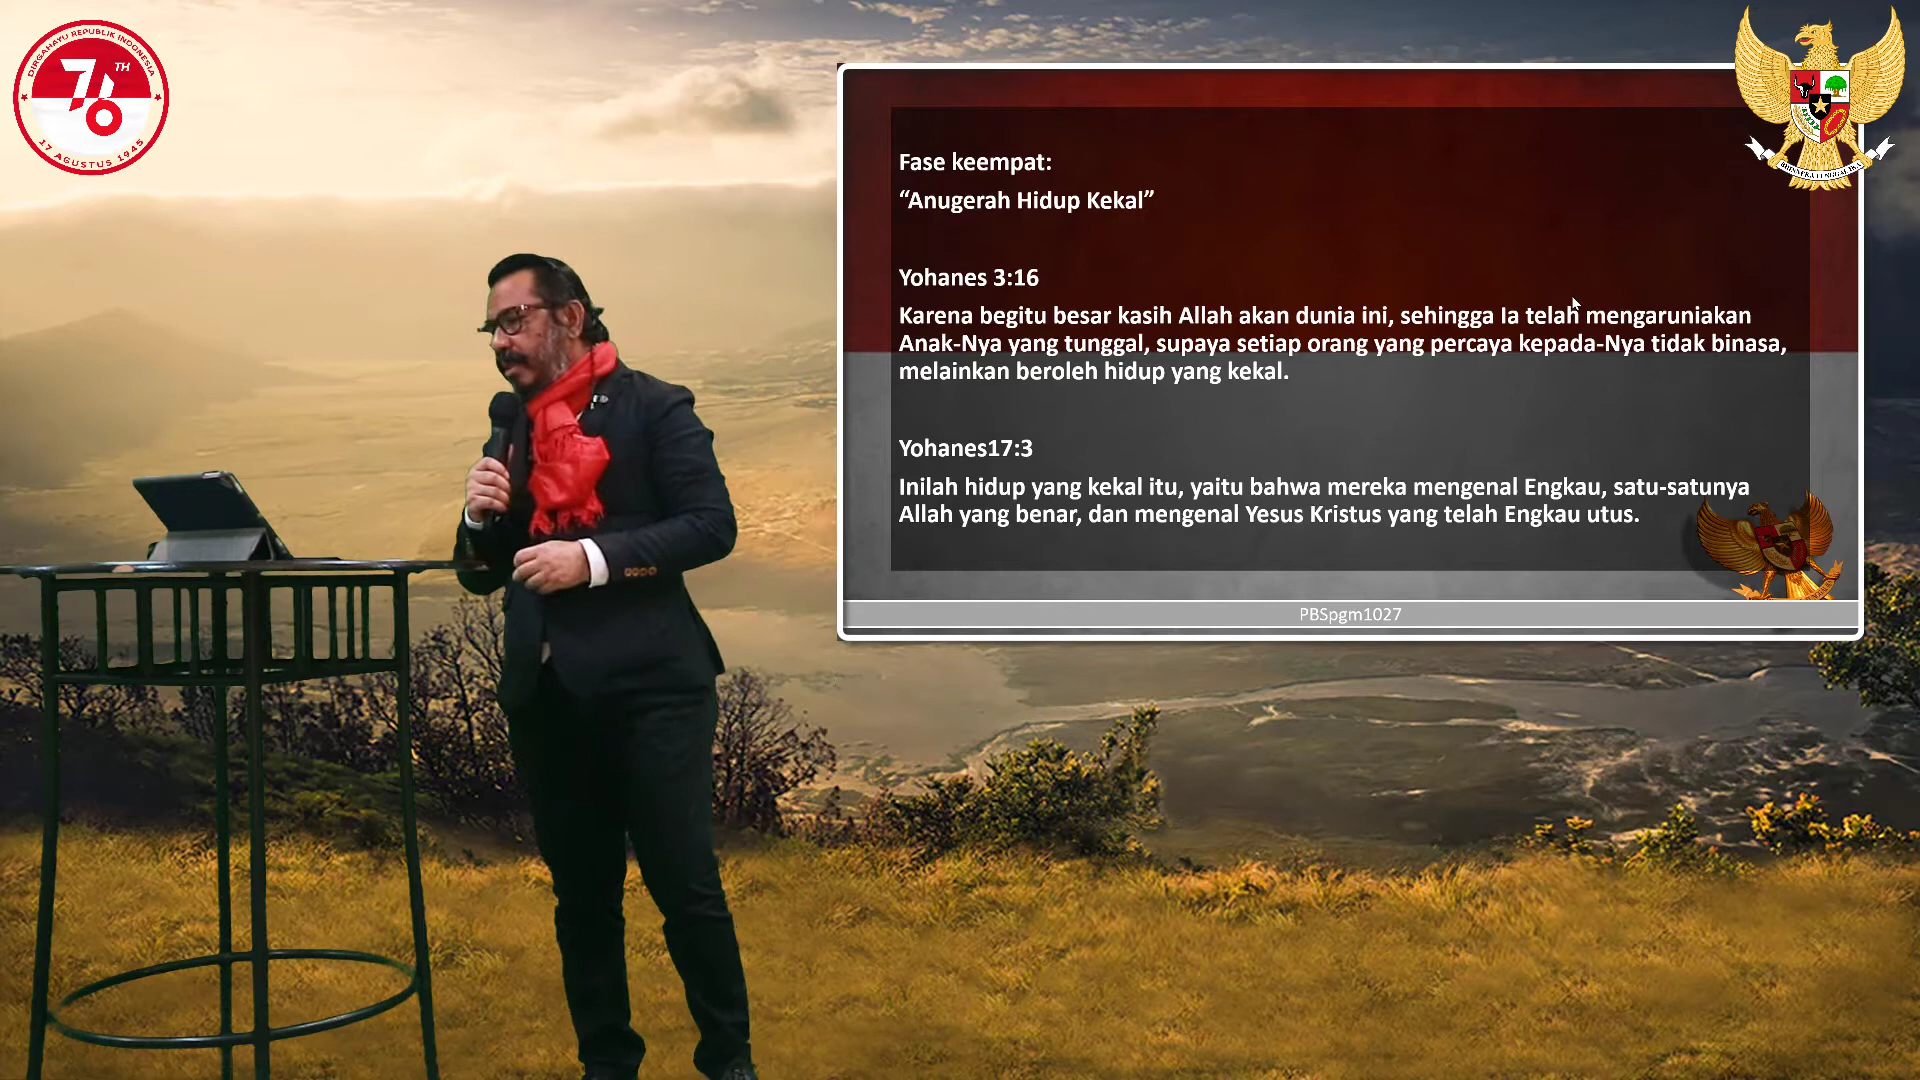 DIRGAHAYU REPUBLIK INDONESIA
76 TH
17 AGUSTUS 1945
BHINNEKA TUNGGAL IKA
Fase keempat:
“Anugerah Hidup Kekal”
Yohanes 3:16
Karena begitu besar kasih Allah akan dunia ini, sehingga Ia telah mengaruniakan
Anak-Nya yang tunggal, supaya setiap orang yang percaya kepada-Nya tidak binasa,
melainkan beroleh hidup yang kekal.
Yohanes17:3
Inilah hidup yang kekal itu, yaitu bahwa mereka mengenal Engkau, satu-satunya
Allah yang benar, dan mengenal Yesus Kristus yang telah Engkau utus.
PBSpgm1027